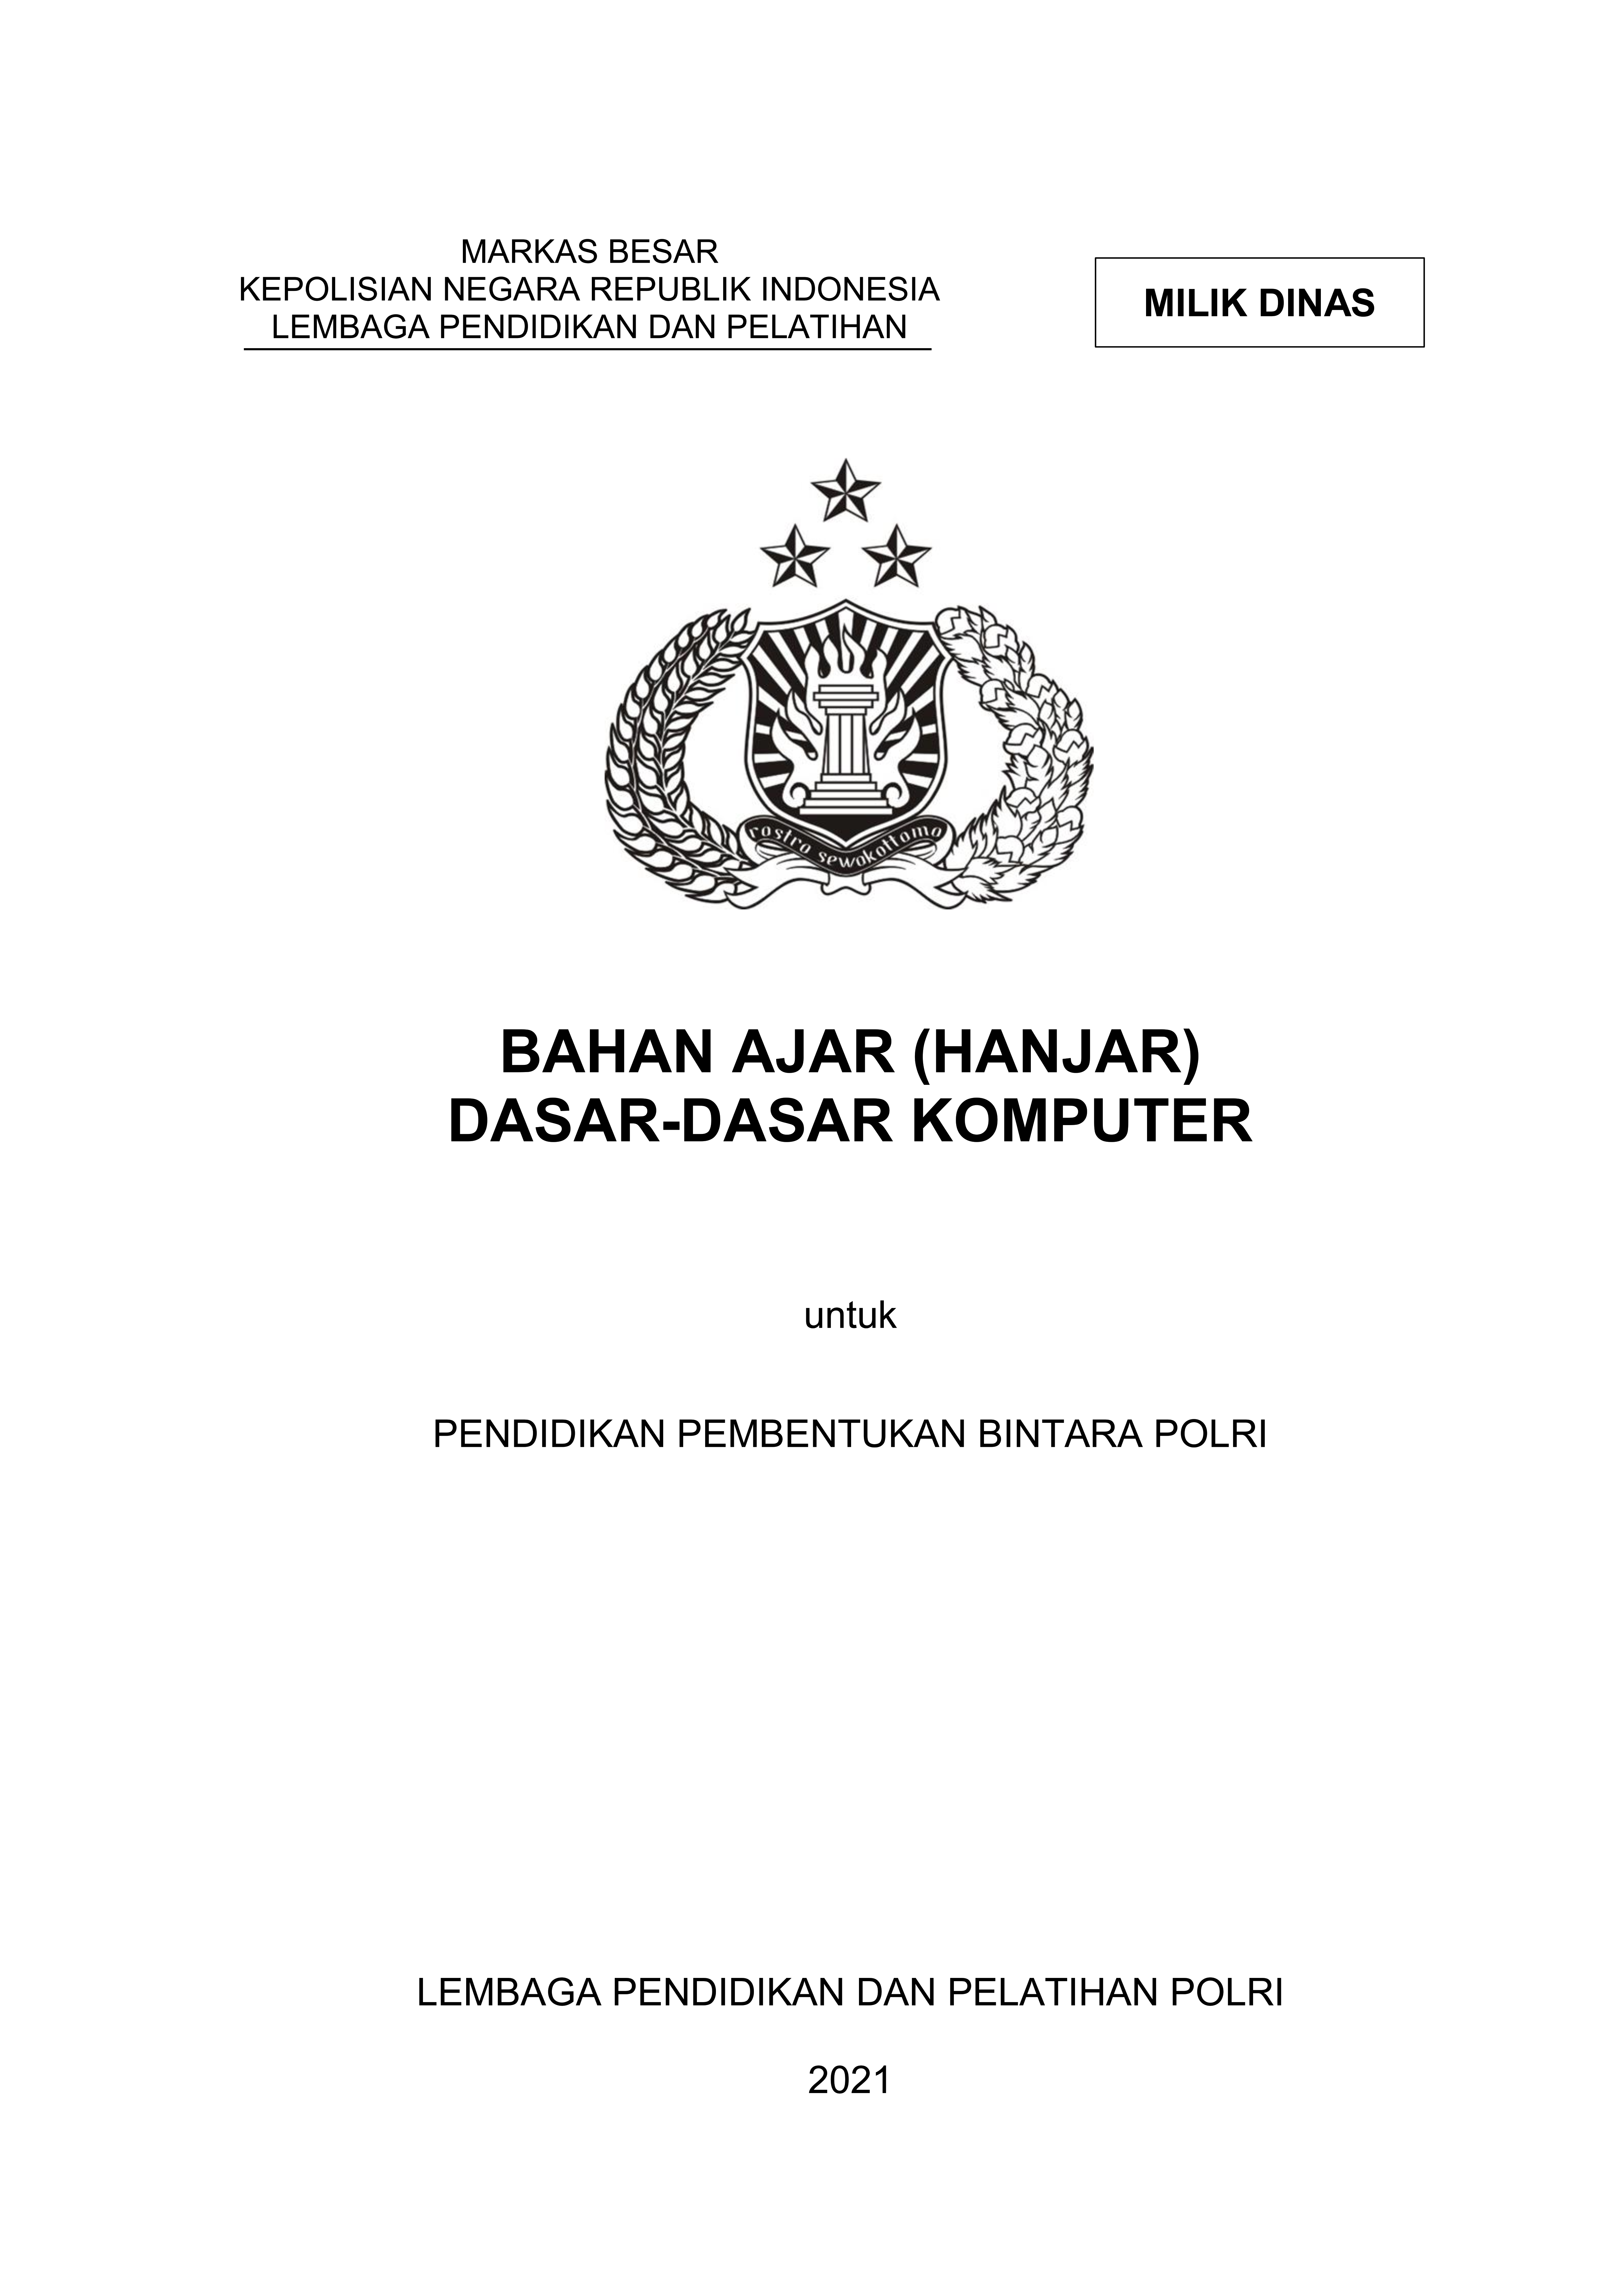 MARKAS BESAR
KEPOLISIAN NEGARA REPUBLIK INDONESIA
LEMBAGA PENDIDIKAN DAN PELATIHAN
MILIK DINAS
rastra sewakottama
BAHAN AJAR (HANJAR)
DASAR-DASAR KOMPUTER
untuk
PENDIDIKAN PEMBENTUKAN BINTARA POLRI
LEMBAGA PENDIDIKAN DAN PELATIHAN POLRI
2021